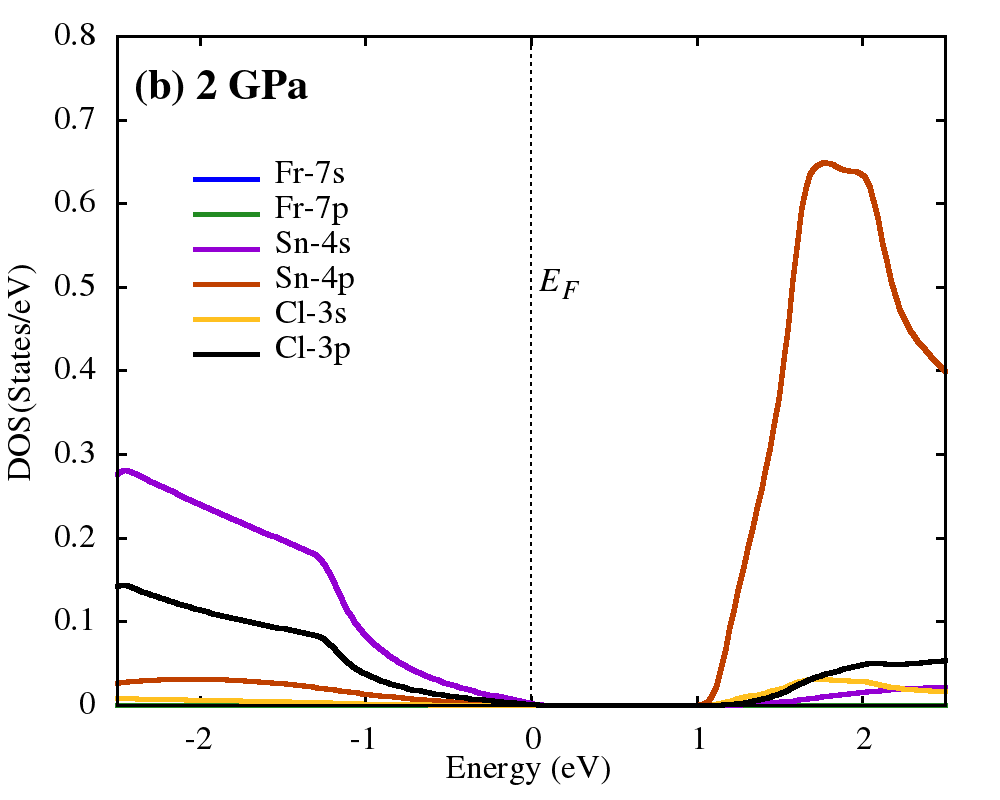 (b) 2 GPa
Fr-7s
Fr-7p
Sn-4s
Sn-4p
Cl-3s
Cl-3p
E_F
DOS(States/eV)
0.8
0.7
0.6
0.5
0.4
0.3
0.2
0.1
0
-2 -1 0 1 2
Energy (eV)